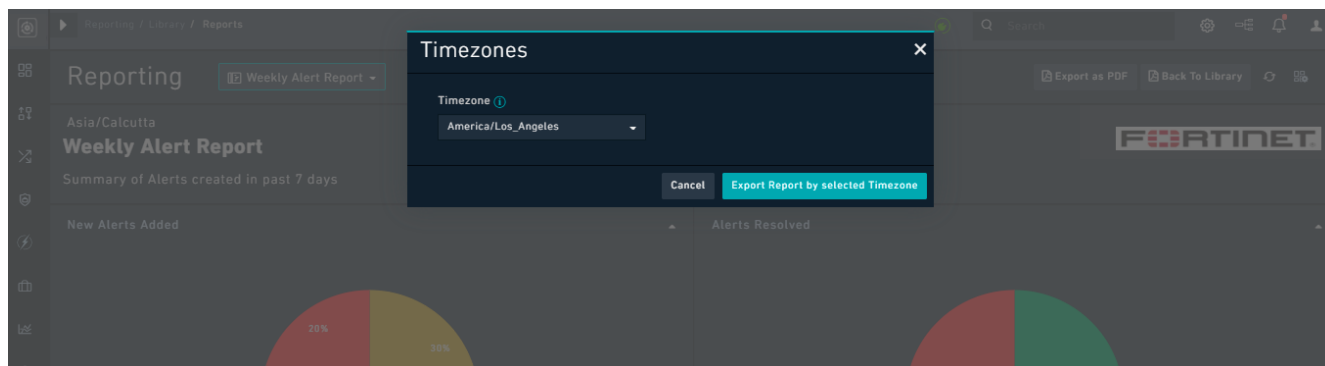 Reporting / Library / Reports
Search
Timezones
Reporting
Weekly Alert Report
Export as PDF
Back To Library
Timezone
America/Los_Angeles
Asia/Calcutta
Weekly Alert Report
FORTINET
Summary of Alerts created in past 7 days
Cancel
Export Report by selected Timezone
New Alerts Added
Alerts Resolved
20%
30%